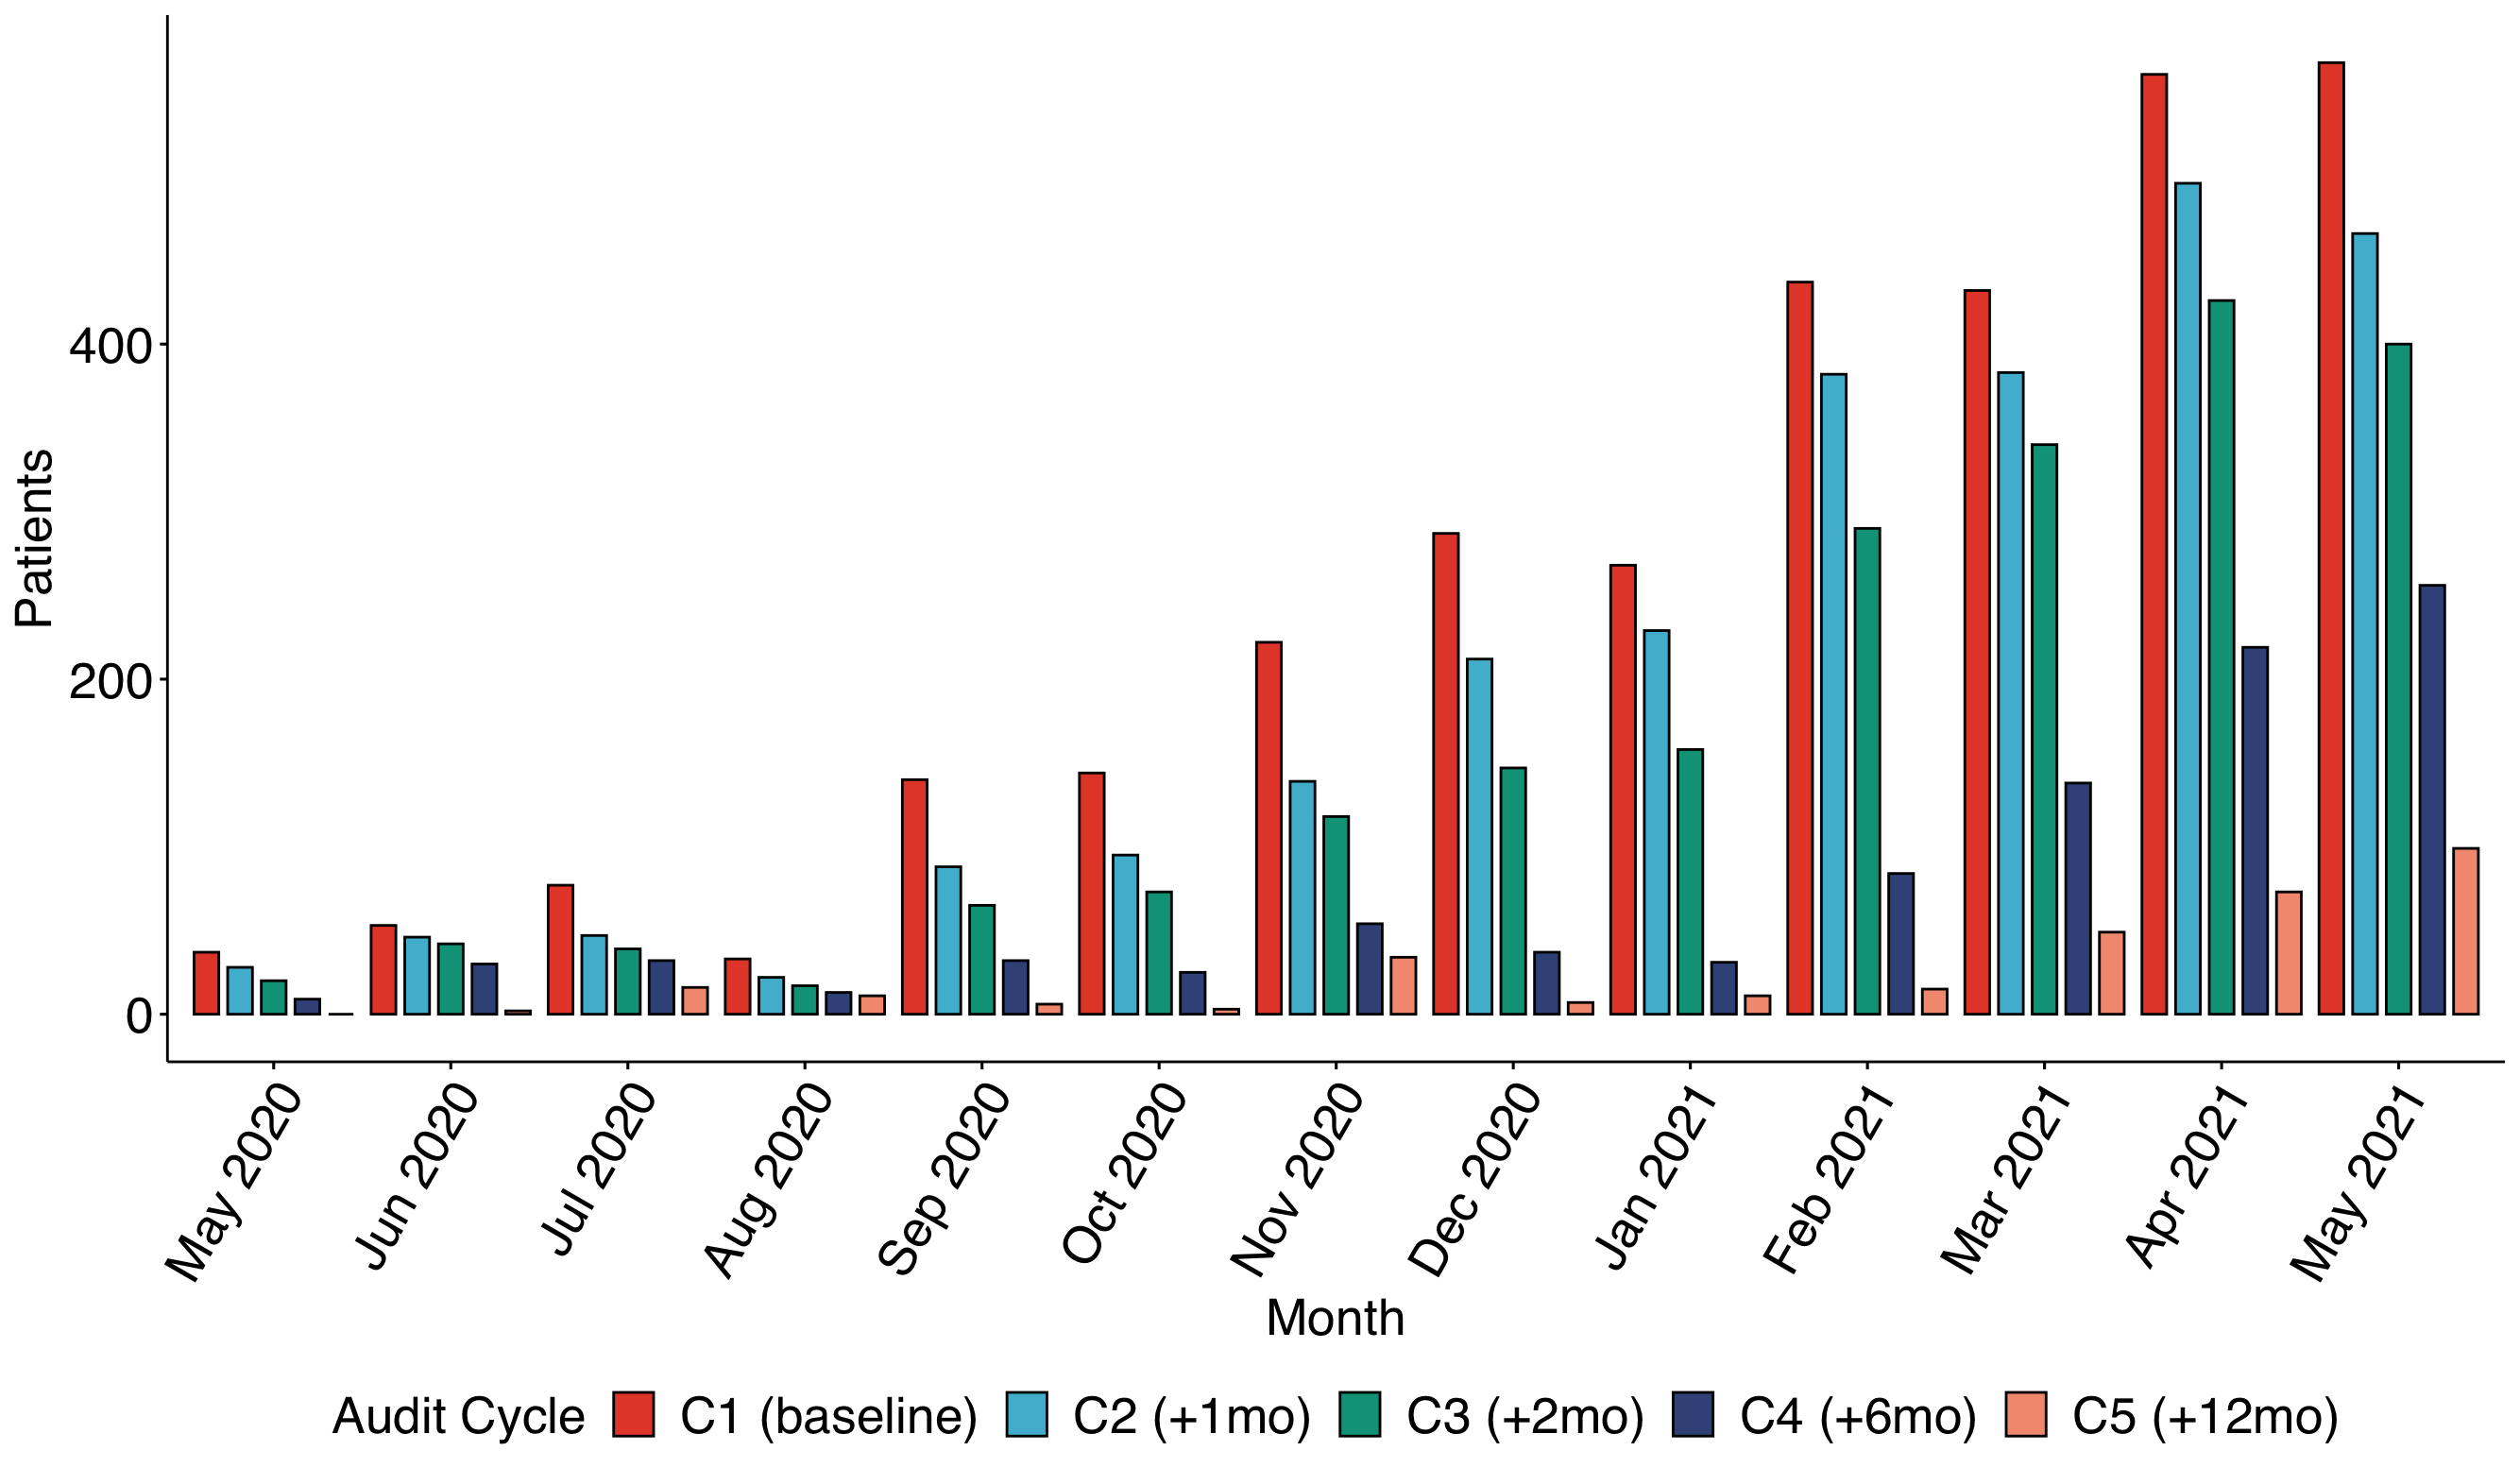 Patients
400
200
0
May 2020
Jun 2020
Jul 2020
Aug 2020
Sep 2020
Oct 2020
Nov 2020
Dec 2020
Jan 2021
Feb 2021
Mar 2021
Apr 2021
May 2021
Month
Audit Cycle C1 (baseline) C2 (+1mo) C3 (+2mo) C4 (+6mo) C5 (+12mo)